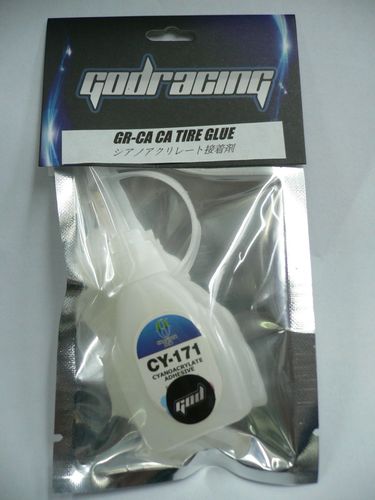 GODRACING
GR-CA CA TIRE GLUE
シアノアクリレート接着剤
CY-171
CYANOACRYLATE
ADHESIVE
GOD